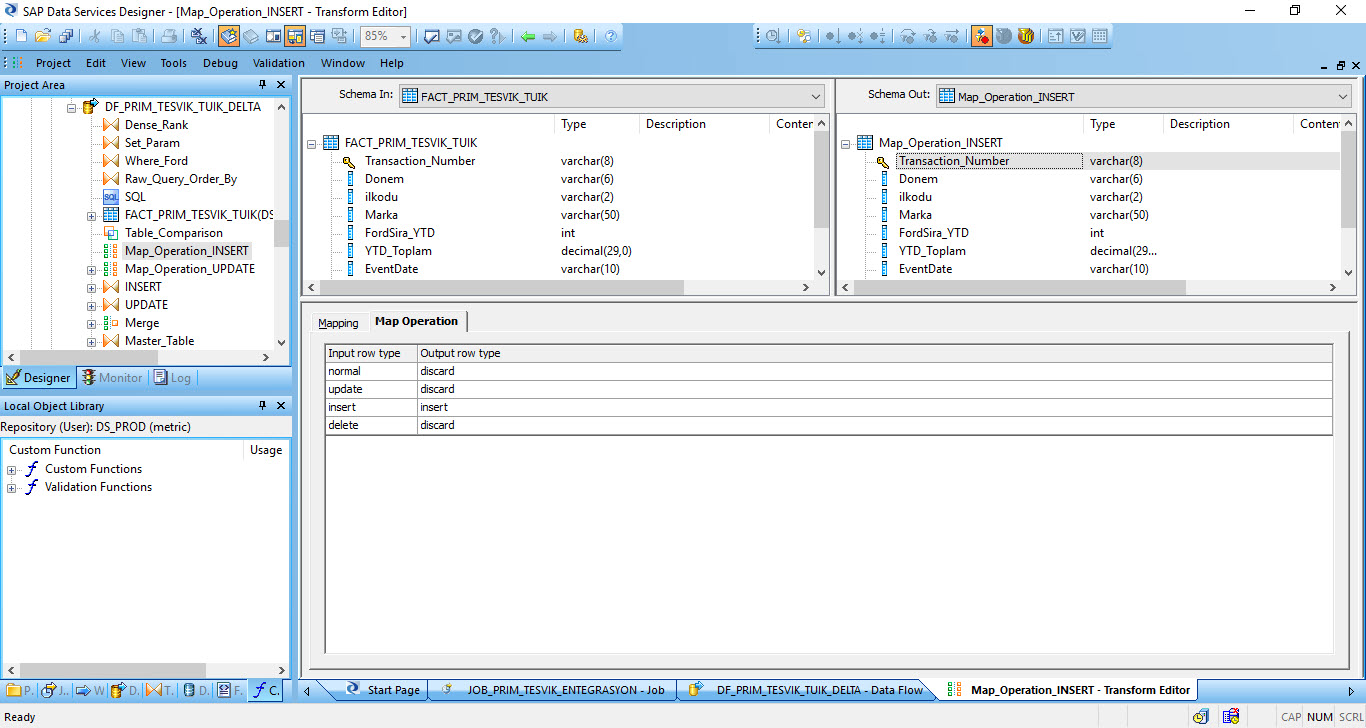 SAP Data Services Designer - [Map_Operation_INSERT - Transform Editor]
85%
Project Edit View Tools Debug Validation Window Help
Project Area
DF_PRIM_TESVIK_TUIK_DELTA
Dense_Rank
Set_Param
Where_Ford
Raw_Query_Order_By
SQL SQL
FACT_PRIM_TESVIK_TUIK(DS
Table_Comparison
Map_Operation_INSERT
Map_Operation_UPDATE
INSERT
UPDATE
Merge
Master_Table
Designer Monitor Log
Local Object Library
Repository (User): DS_PROD (metric)
Custom Function Usage
Custom Functions
Validation Functions
P. J.. W D. T. D. F. C.
Schema In: FACT_PRIM_TESVIK_TUIK
Type Description Conter
FACT_PRIM_TESVIK_TUIK
Transaction_Number varchar(8)
Donem varchar(6)
ilkodu varchar(2)
Marka varchar(50)
FordSira_YTD int
YTD_Toplam decimal(29,0)
EventDate varchar(10)
Schema Out: Map_Operation_INSERT
Type Description Content
Map_Operation_INSERT
Transaction_Number varchar(8)
Donem varchar(6)
ilkodu varchar(2)
Marka varchar(50)
FordSira_YTD int
YTD_Toplam decimal(29...
EventDate varchar(10)
Mapping Map Operation
Input row type Output row type
normal discard
update discard
insert insert
delete discard
Start Page JOB_PRIM_TESVIK_ENTEGRASYON - Job DF_PRIM_TESVIK_TUIK_DELTA - Data Flow Map_Operation_INSERT - Transform Editor
Ready CAP NUM SCRL